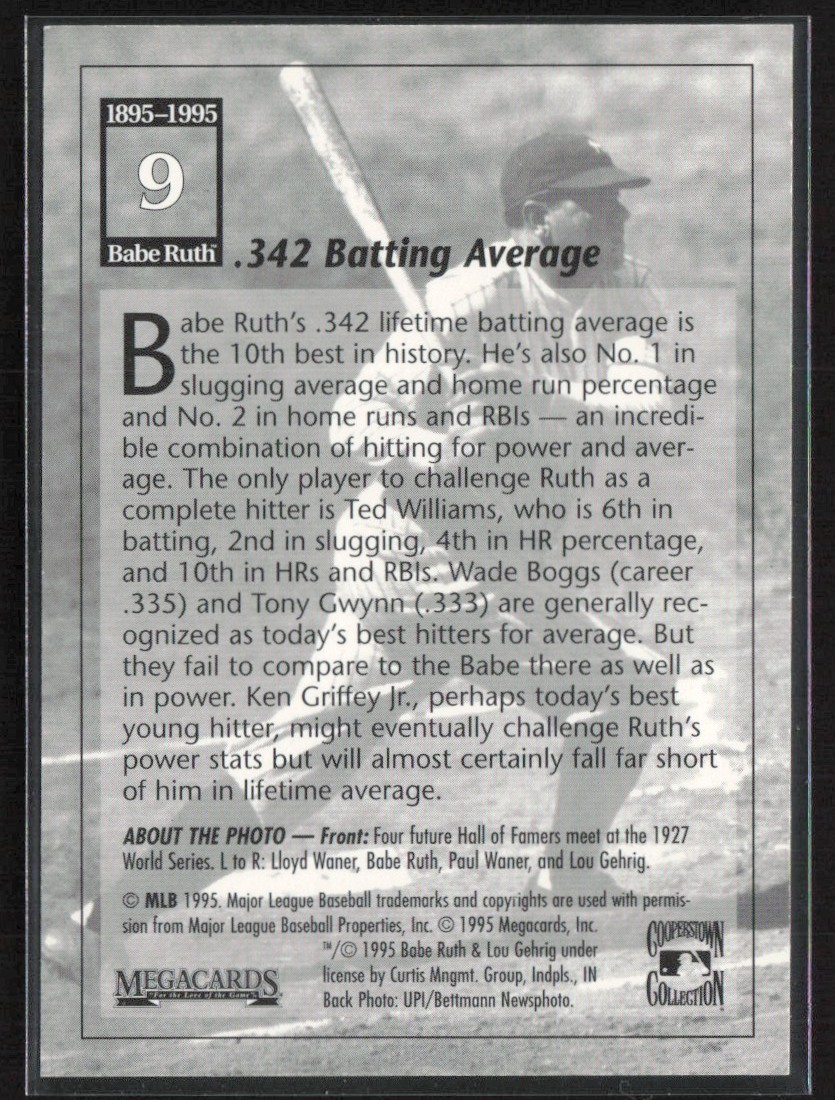 1895–1995
9
Babe Ruth™
.342 Batting Average
Babe Ruth's .342 lifetime batting average is
the 10th best in history. He's also No. 1 in
slugging average and home run percentage
and No. 2 in home runs and RBIs — an incredi-
ble combination of hitting for power and aver-
age. The only player to challenge Ruth as a
complete hitter is Ted Williams, who is 6th in
batting, 2nd in slugging, 4th in HR percentage,
and 10th in HRs and RBIs. Wade Boggs (career
.335) and Tony Gwynn (.333) are generally rec-
ognized as today's best hitters for average. But
they fail to compare to the Babe there as well as
in power. Ken Griffey Jr., perhaps today's best
young hitter, might eventually challenge Ruth's
power stats but will almost certainly fall far short
of him in lifetime average.
ABOUT THE PHOTO — Front: Four future Hall of Famers meet at the 1927
World Series. L to R: Lloyd Waner, Babe Ruth, Paul Waner, and Lou Gehrig.
© MLB 1995. Major League Baseball trademarks and copyrights are used with permis-
sion from Major League Baseball Properties, Inc. © 1995 Megacards, Inc.
™/© 1995 Babe Ruth & Lou Gehrig under
license by Curtis Mngmt. Group, Indpls., IN
Back Photo: UPI/Bettmann Newsphoto.
MEGACARDS
"For the Love of the Game"
COOPERSTOWN
COLLECTION